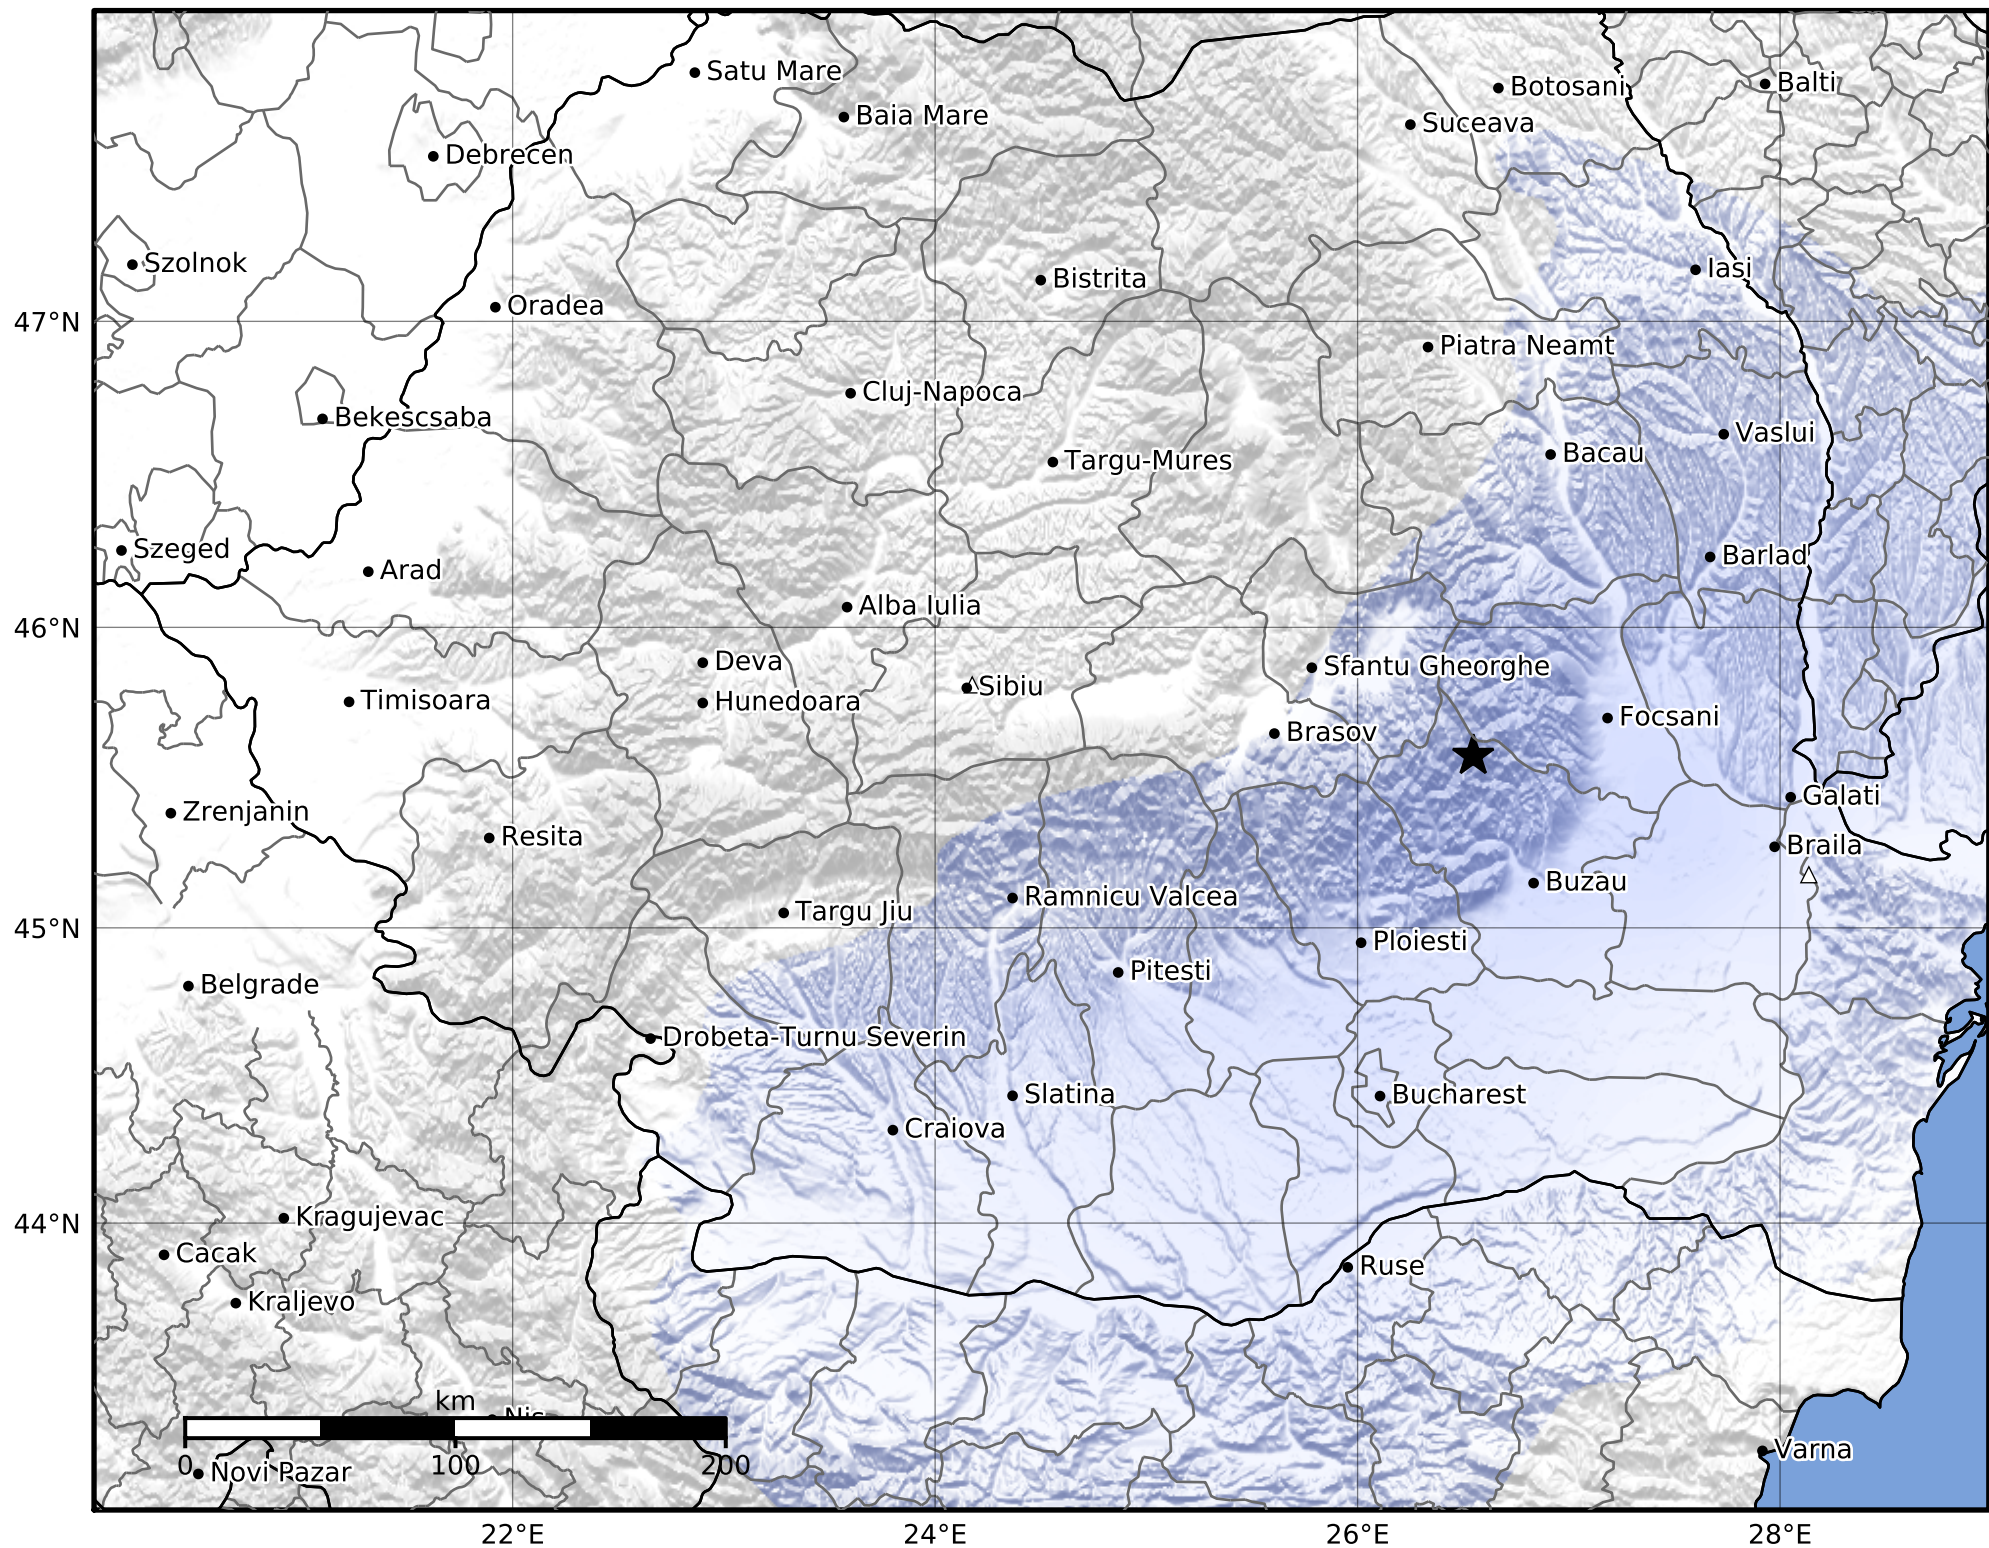 Satu Mare
Botosani
Balti
Baia Mare
Suceava
Debrecen
Szolnok
Iasi
Bistrita
Oradea
47°N
Piatra Neamt
Cluj-Napoca
Bekescsaba
Vaslui
Bacau
Targu-Mures
Szeged
Barlad
Arad
Alba Iulia
46°N
Deva
Sfantu Gheorghe
Sibiu
Timisoara
Hunedoara
Focsani
Brasov
Galati
Zrenjanin
Resita
Braila
Buzau
Ramnicu Valcea
Targu Jiu
45°N
Ploiesti
Pitesti
Belgrade
Drobeta-Turnu Severin
Slatina
Bucharest
Craiova
Kragujevac
44°N
Cacak
Ruse
Kraljevo
km
Nis
Varna
0
100
200
Novi Pazar
22°E
24°E
26°E
28°E